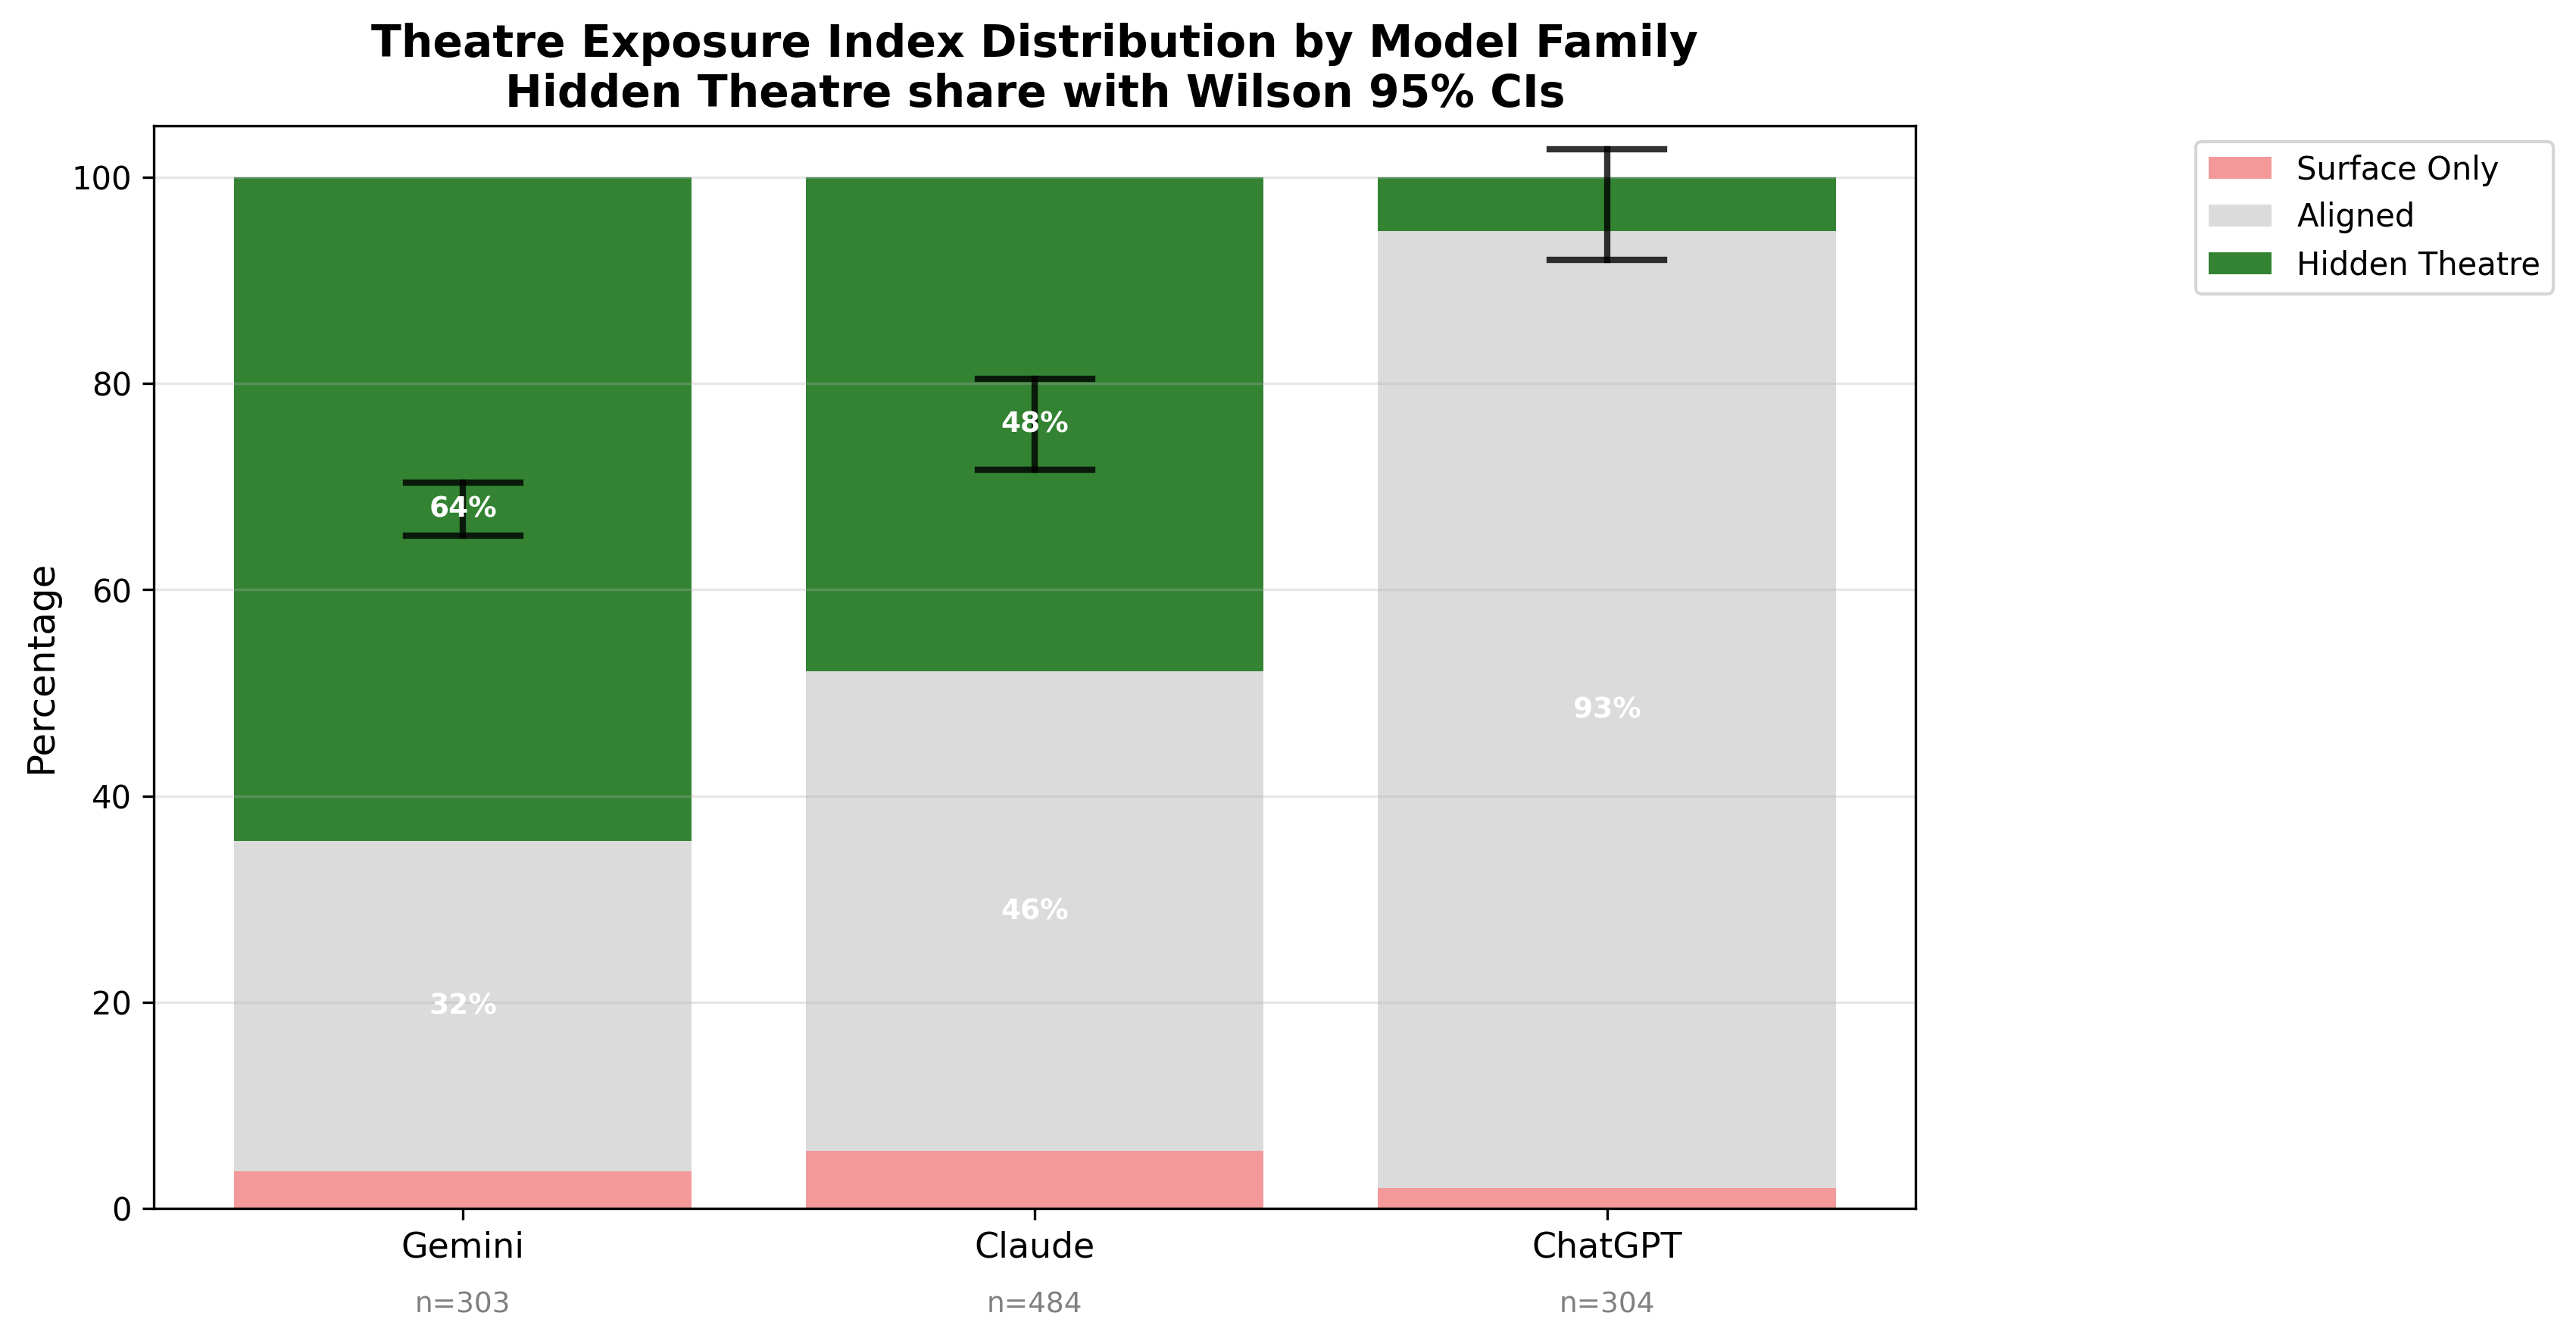 Theatre Exposure Index Distribution by Model Family
Hidden Theatre share with Wilson 95% CIs
Surface Only
Aligned
Hidden Theatre
Percentage
100
80
60
40
20
0
64%
32%
48%
46%
93%
Gemini
Claude
ChatGPT
n=303
n=484
n=304